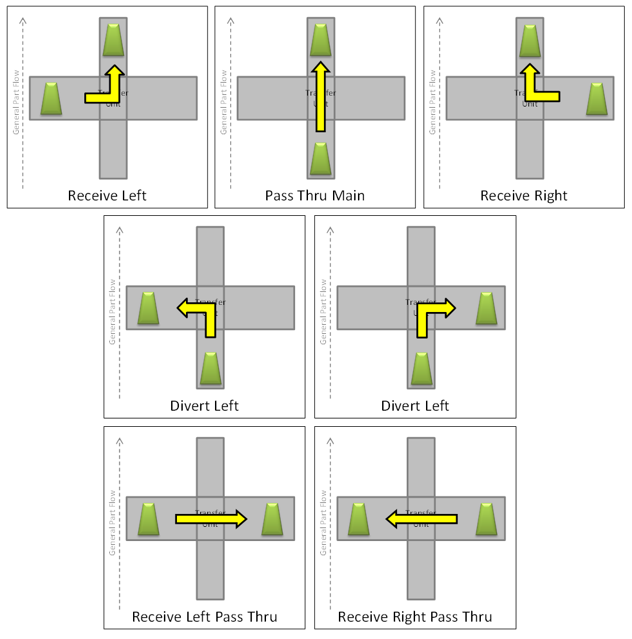 General Part Flow
Transfer
Unit
Receive Left
General Part Flow
Pass Thru Main
General Part Flow
Transfer
Unit
Receive Right
General Part Flow
Transfer
Unit
Divert Left
General Part Flow
Transfer
Unit
Divert Left
General Part Flow
Transfer
Unit
Receive Left Pass Thru
General Part Flow
Transfer
Unit
Receive Right Pass Thru